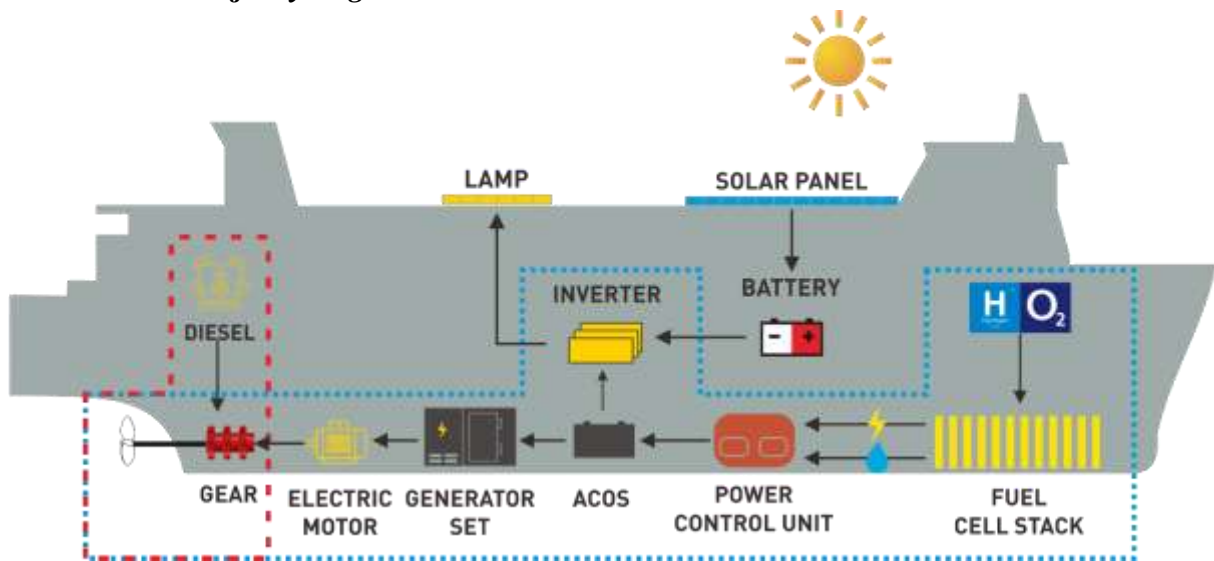 LAMP
SOLAR PANEL
INVERTER
BATTERY
H
O2
DIESEL
GEAR
ELECTRIC
MOTOR
GENERATOR
SET
ACOS
POWER
CONTROL UNIT
FUEL
CELL STACK